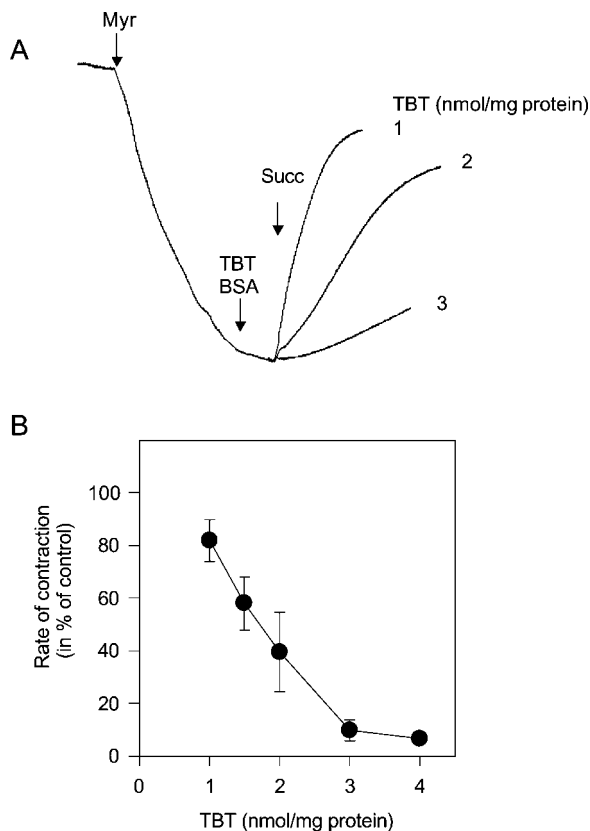 A
Myr
TBT (nmol/mg protein)
1
2
Succ
TBT
BSA
3
B
Rate of contraction
(in % of control)
100
80
60
40
20
0
0 1 2 3 4
TBT (nmol/mg protein)